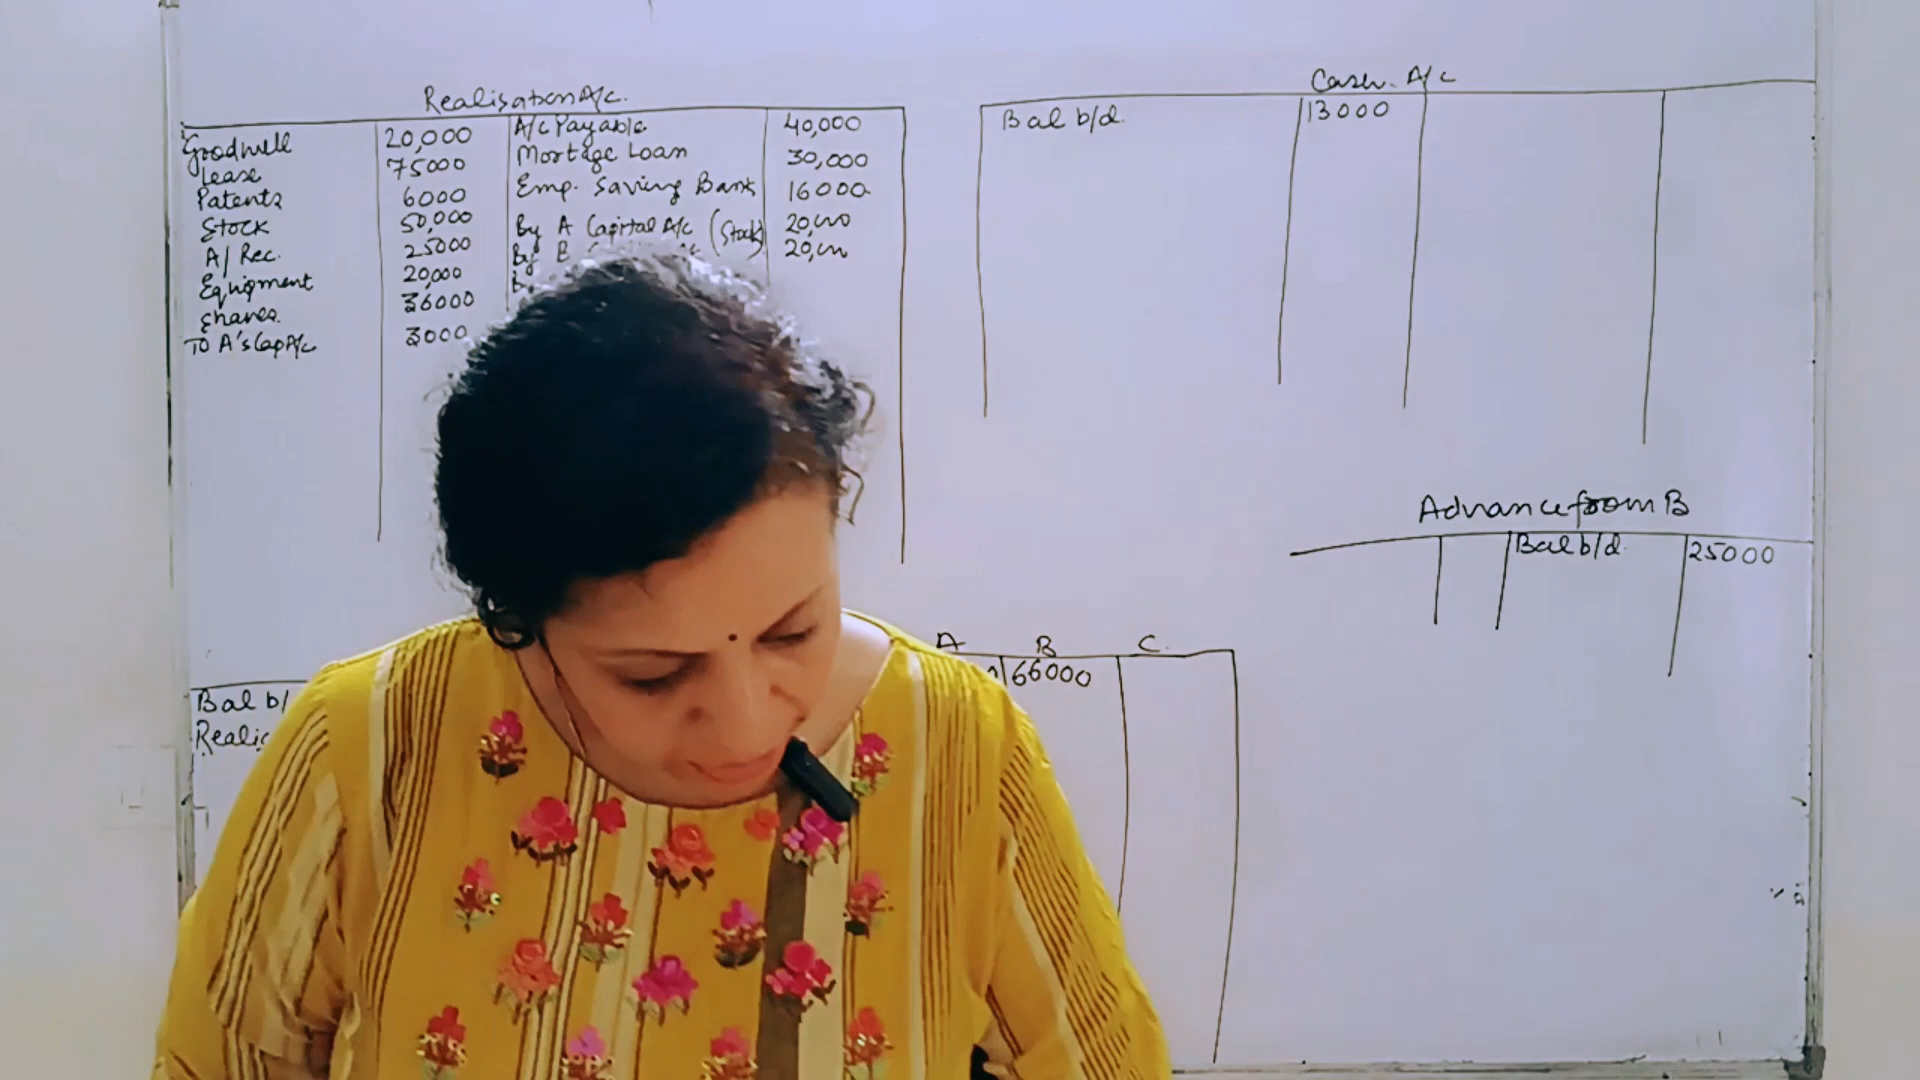 Realisation A/c.
Goodwill 20,000 A/c Payable 40,000
Lease 75000 Mortage Loan 30,000
Patents 6000 Emp. Saving Bank 16000
Stock 50,000 By A Capital A/c (Stock) 20,000
A/Rec. 25000 By B 20,000
Equipment 20,000
Shares. 36000
To A's Cap A/c 3000
Cash A/c
Bal b/d. 13000
Advance from B
Bal b/d. 25000
A B C.
Bal b/ 66000